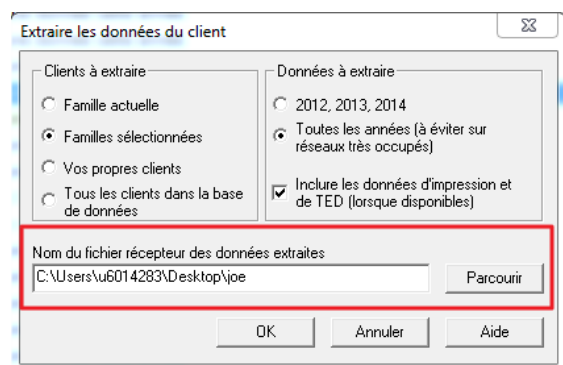 Extraire les données du client
Clients à extraire
Famille actuelle
Familles sélectionnées
Vos propres clients
Tous les clients dans la base
de données
Données à extraire
2012, 2013, 2014
Toutes les années (à éviter sur
réseaux très occupés)
Inclure les données d'impression et
de TED (lorsque disponibles)
Nom du fichier récepteur des données extraites
C:\Users\u6014283\Desktop\joe
Parcourir
OK
Annuler
Aide